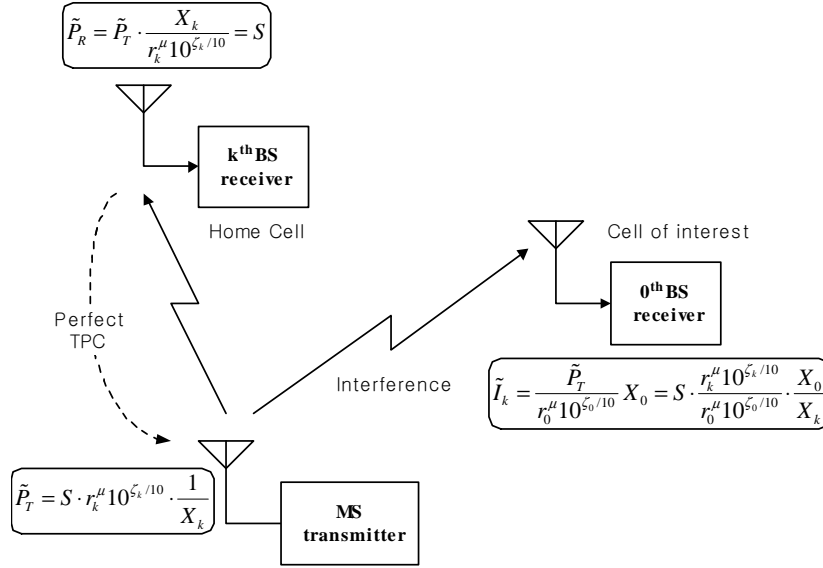 P̃_R = P̃_T · X_k / (r_k^μ 10^{ζ_k/10}) = S
k^th BS
receiver
Home Cell
Cell of interest
0^th BS
receiver
Perfect
TPC
Interference
Ĩ_k = P̃_T / (r_0^μ 10^{ζ_0/10}) X_0 = S · (r_k^μ 10^{ζ_k/10}) / (r_0^μ 10^{ζ_0/10}) · X_0 / X_k
P̃_T = S · r_k^μ 10^{ζ_k/10} · 1 / X_k
MS
transmitter